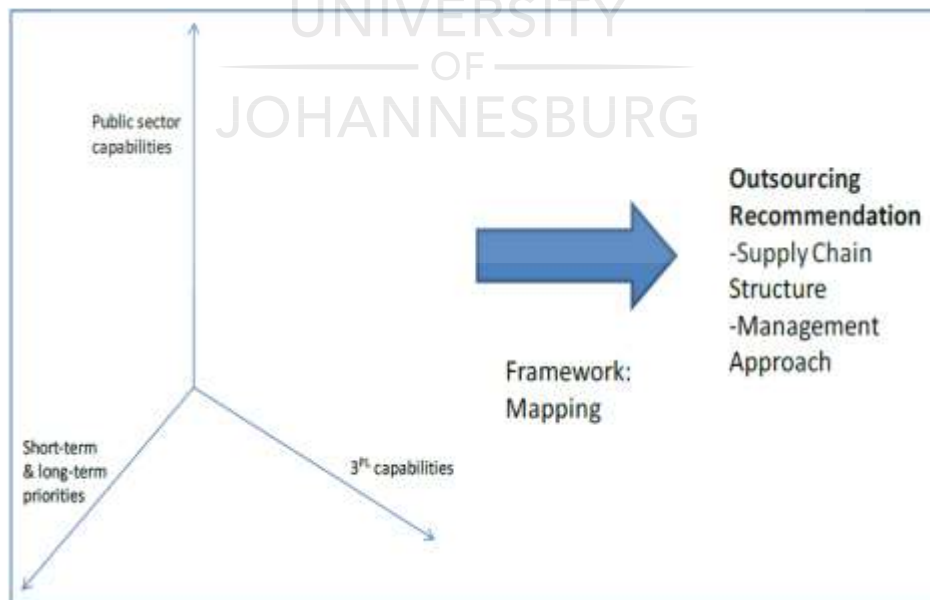 UNIVERSITY
OF
JOHANNESBURG
Public sector
capabilities
Short-term
& long-term
priorities
3PL capabilities
Framework:
Mapping
Outsourcing
Recommendation
-Supply Chain
Structure
-Management
Approach